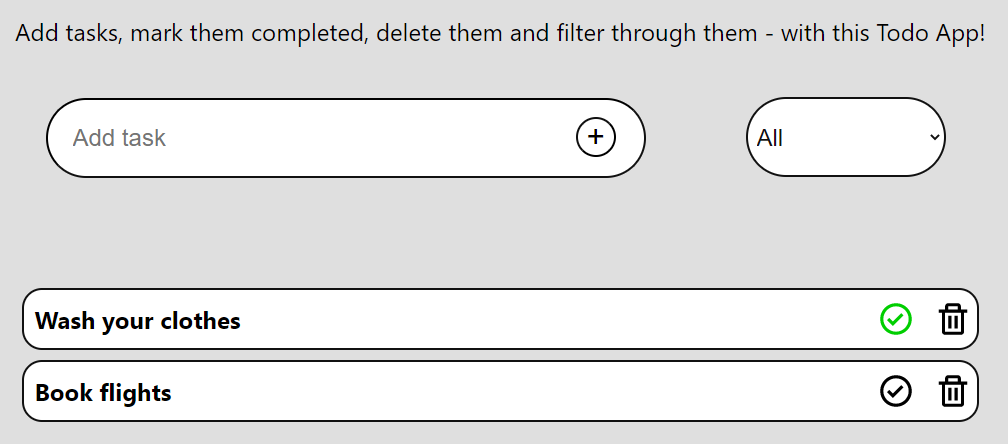 Add tasks, mark them completed, delete them and filter through them - with this Todo App!
Add task
All
Wash your clothes
Book flights